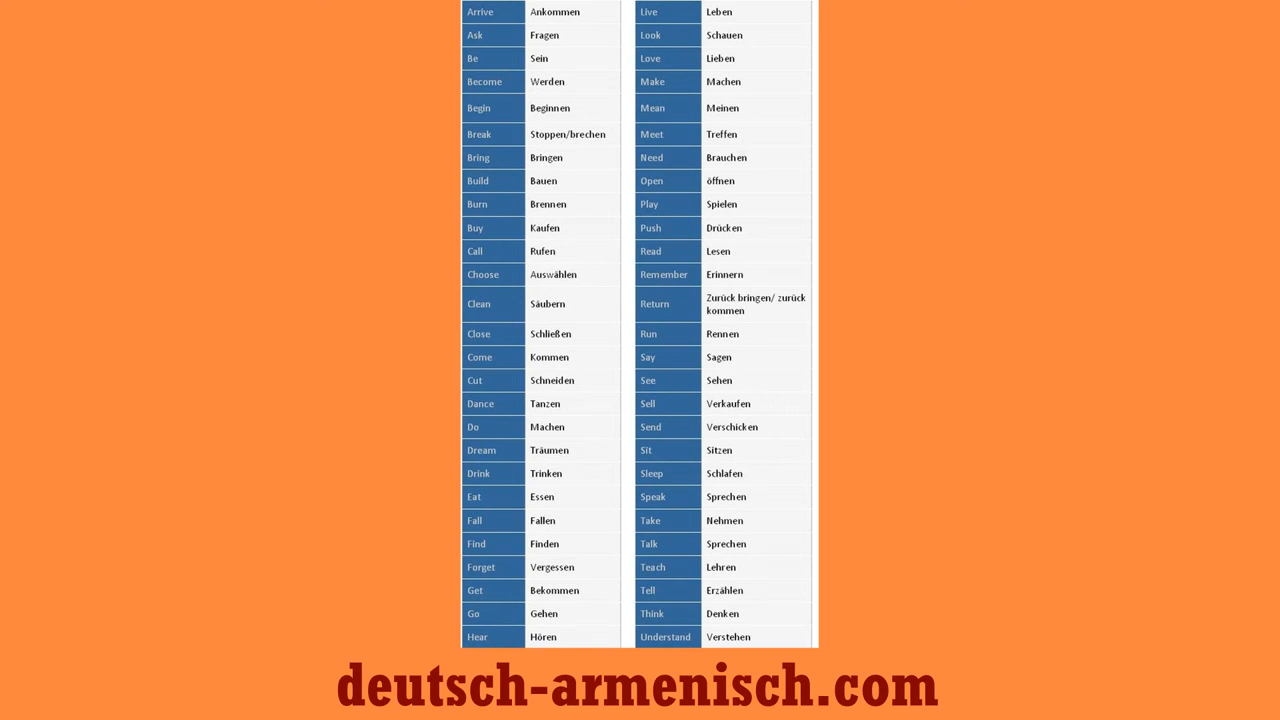 Arrive Ankommen
Ask Fragen
Be Sein
Become Werden
Begin Beginnen
Break Stoppen/brechen
Bring Bringen
Build Bauen
Burn Brennen
Buy Kaufen
Call Rufen
Choose Auswählen
Clean Säubern
Close Schließen
Come Kommen
Cut Schneiden
Dance Tanzen
Do Machen
Dream Träumen
Drink Trinken
Eat Essen
Fall Fallen
Find Finden
Forget Vergessen
Get Bekommen
Go Gehen
Hear Hören
Live Leben
Look Schauen
Love Lieben
Make Machen
Mean Meinen
Meet Treffen
Need Brauchen
Open öffnen
Play Spielen
Push Drücken
Read Lesen
Remember Erinnern
Return Zurück bringen/ zurück
kommen
Run Rennen
Say Sagen
See Sehen
Sell Verkaufen
Send Verschicken
Sit Sitzen
Sleep Schlafen
Speak Sprechen
Take Nehmen
Talk Sprechen
Teach Lehren
Tell Erzählen
Think Denken
Understand Verstehen
deutsch-armenisch.com